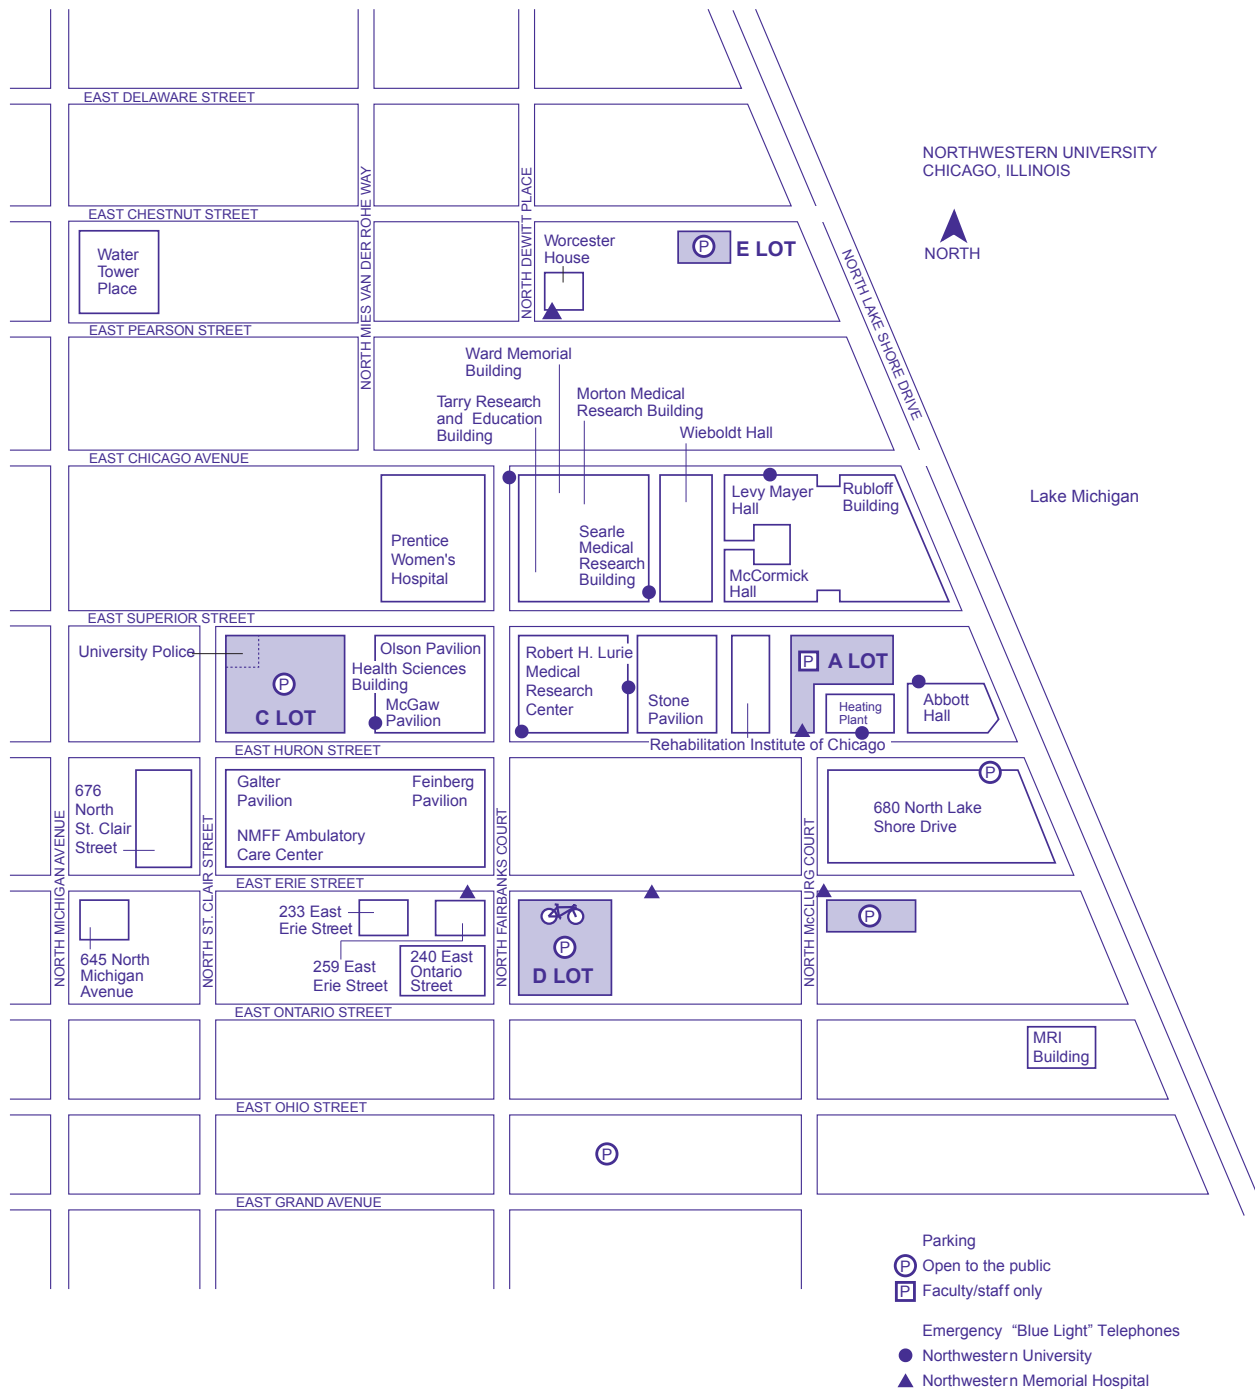 EAST DELAWARE STREET
NORTHWESTERN UNIVERSITY
CHICAGO, ILLINOIS
NORTH
EAST CHESTNUT STREET
NORTH MIES VAN DER ROHE WAY
NORTH DEWITT PLACE
Water
Tower
Place
Worcester
House
P
E LOT
NORTH LAKE SHORE DRIVE
EAST PEARSON STREET
Ward Memorial
Building
Tarry Research
and Education
Building
Morton Medical
Research Building
Wieboldt Hall
EAST CHICAGO AVENUE
Lake Michigan
Prentice
Women's
Hospital
Searle
Medical
Research
Building
Levy Mayer
Hall
Rubloff
Building
McCormick
Hall
EAST SUPERIOR STREET
University Police
P
C LOT
Olson Pavilion
Health Sciences
Building
McGaw
Pavilion
Robert H. Lurie
Medical
Research
Center
Stone
Pavilion
P
A LOT
Heating
Plant
Abbott
Hall
Rehabilitation Institute of Chicago
EAST HURON STREET
676
North
St. Clair
Street
Galter
Pavilion
Feinberg
Pavilion
NMFF Ambulatory
Care Center
P
680 North Lake
Shore Drive
NORTH MICHIGAN AVENUE
NORTH ST. CLAIR STREET
NORTH FAIRBANKS COURT
NORTH McCLURG COURT
EAST ERIE STREET
645 North
Michigan
Avenue
233 East
Erie Street
259 East
Erie Street
240 East
Ontario
Street
P
D LOT
P
EAST ONTARIO STREET
MRI
Building
EAST OHIO STREET
P
EAST GRAND AVENUE
Parking
P Open to the public
P Faculty/staff only
Emergency “Blue Light” Telephones
Northwestern University
Northwestern Memorial Hospital